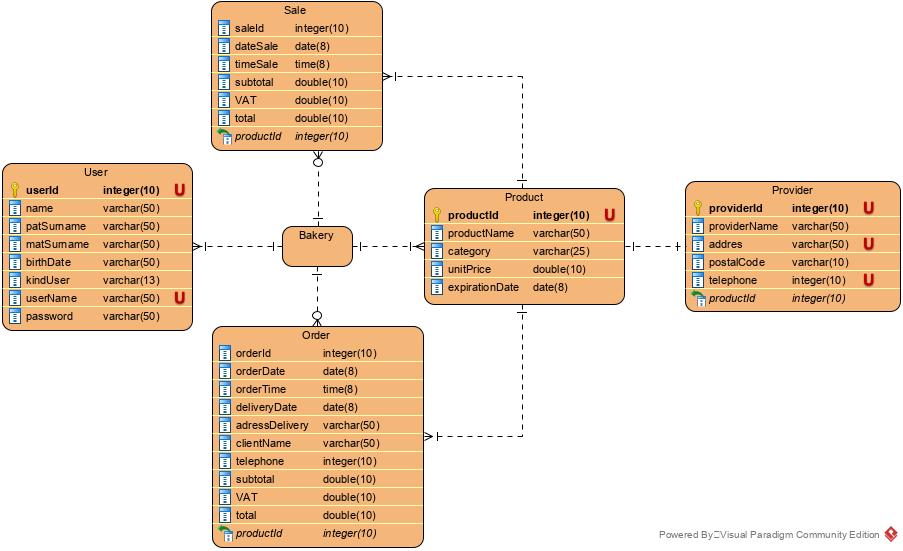 Sale
saleId integer(10)
dateSale date(8)
timeSale time(8)
subtotal double(10)
VAT double(10)
total double(10)
productId integer(10)
User
userId integer(10) U
name varchar(50)
patSurname varchar(50)
matSurname varchar(50)
birthDate varchar(50)
kindUser varchar(13)
userName varchar(50) U
password varchar(50)
Bakery
Product
productId integer(10) U
productName varchar(50)
category varchar(25)
unitPrice double(10)
expirationDate date(8)
Provider
providerId integer(10) U
providerName varchar(50)
addres varchar(50) U
postalCode varchar(10)
telephone integer(10) U
productId integer(10)
Order
orderId integer(10)
orderDate date(8)
orderTime time(8)
deliveryDate date(8)
adressDelivery varchar(50)
clientName varchar(50)
telephone integer(10)
subtotal double(10)
VAT double(10)
total double(10)
productId integer(10)
Powered By Visual Paradigm Community Edition